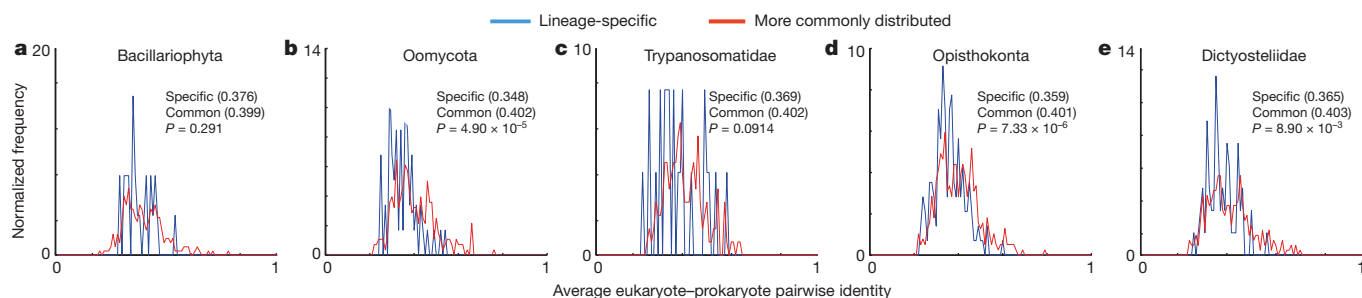 Lineage-specific More commonly distributed
a Bacillariophyta
20
Specific (0.376)
Common (0.399)
P = 0.291
0
0 1
b Oomycota
14
Specific (0.348)
Common (0.402)
P = 4.90 × 10⁻⁵
0
0 1
c Trypanosomatidae
10
Specific (0.369)
Common (0.402)
P = 0.0914
0
0 1
d Opisthokonta
10
Specific (0.359)
Common (0.401)
P = 7.33 × 10⁻⁶
0
0 1
e Dictyosteliidae
14
Specific (0.365)
Common (0.403)
P = 8.90 × 10⁻³
0
0 1
Normalized frequency
Average eukaryote–prokaryote pairwise identity